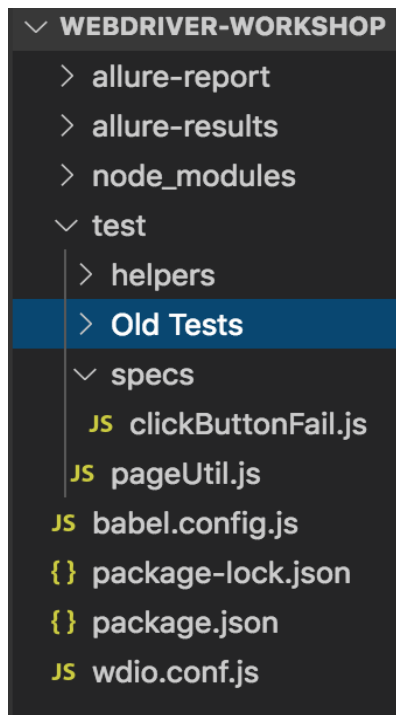 WEBDRIVER-WORKSHOP
allure-report
allure-results
node_modules
test
helpers
Old Tests
specs
JS clickButtonFail.js
JS pageUtil.js
JS babel.config.js
{} package-lock.json
{} package.json
JS wdio.conf.js